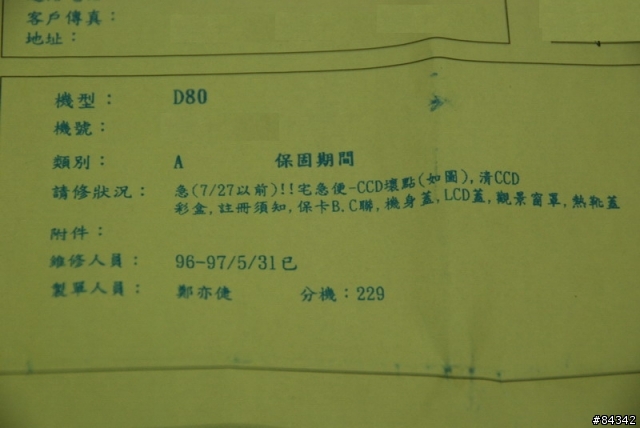 客戶傳真：
地址：
機型： D80
機號：
類別： A 保固期間
請修狀況： 急(7/27以前)!!宅急便-CCD壞點(如圖),清CCD
彩盒,註冊須知,保卡B.C聯,機身蓋,LCD蓋,觀景窗罩,熱靴蓋
附件：
維修人員： 96-97/5/31已
製單人員： 鄭亦倢 分機：229
#84342